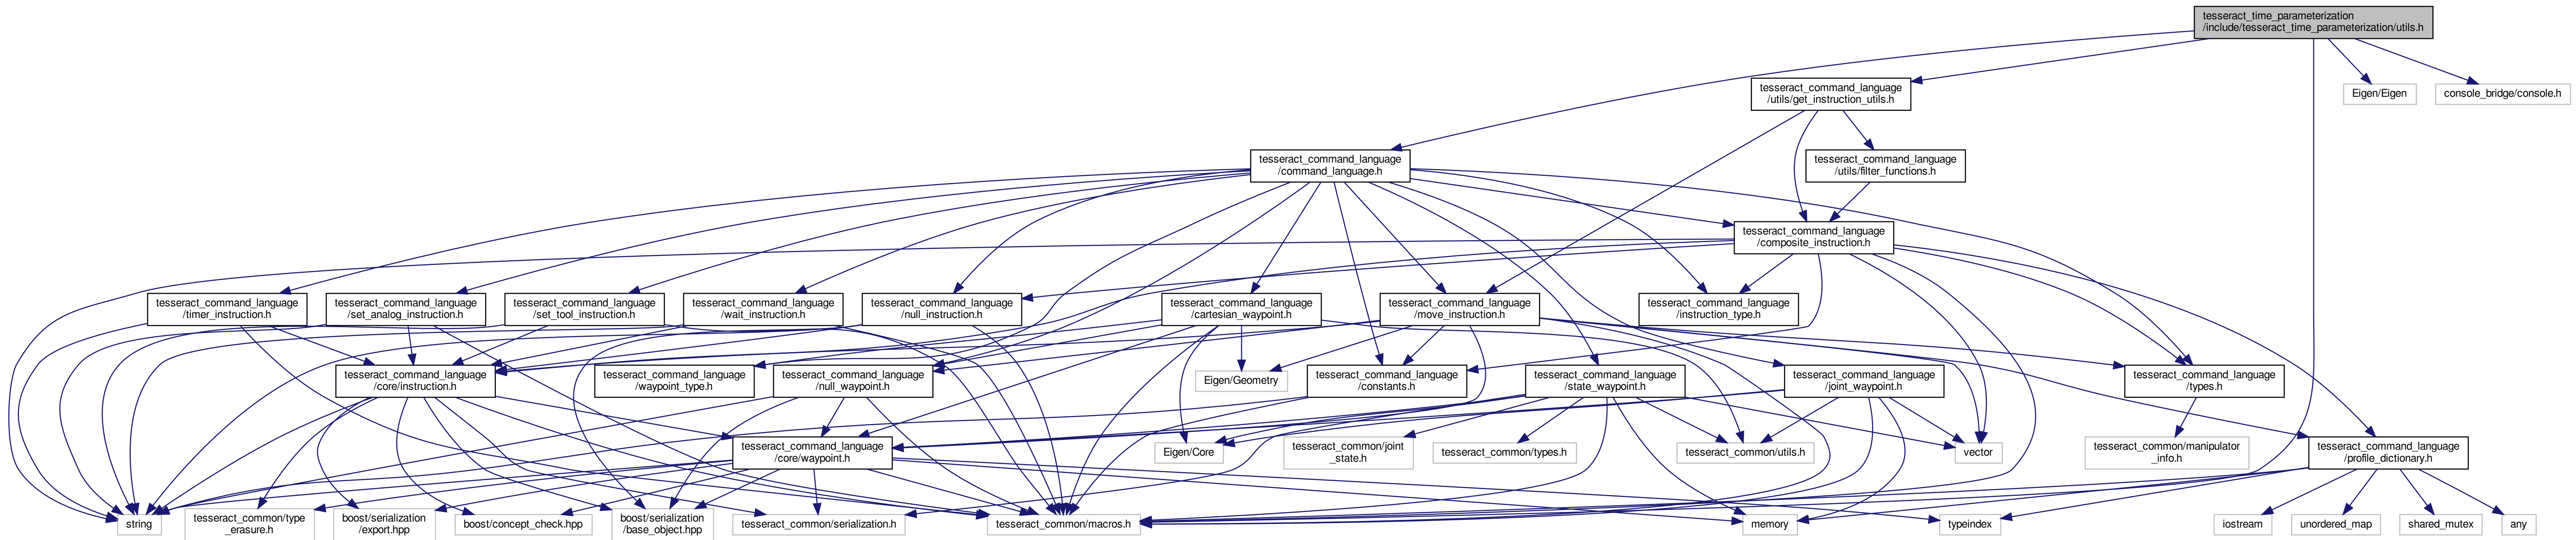 tesseract_time_parameterization
/include/tesseract_time_parameterization/utils.h
tesseract_command_language
/utils/get_instruction_utils.h
Eigen/Eigen
console_bridge/console.h
tesseract_command_language
/command_language.h
tesseract_command_language
/utils/filter_functions.h
tesseract_command_language
/composite_instruction.h
tesseract_command_language
/timer_instruction.h
tesseract_command_language
/set_analog_instruction.h
tesseract_command_language
/set_tool_instruction.h
tesseract_command_language
/wait_instruction.h
tesseract_command_language
/null_instruction.h
tesseract_command_language
/cartesian_waypoint.h
tesseract_command_language
/move_instruction.h
tesseract_command_language
/instruction_type.h
tesseract_command_language
/core/instruction.h
tesseract_command_language
/waypoint_type.h
tesseract_command_language
/null_waypoint.h
Eigen/Geometry
tesseract_command_language
/constants.h
tesseract_command_language
/state_waypoint.h
tesseract_command_language
/joint_waypoint.h
tesseract_command_language
/types.h
tesseract_command_language
/core/waypoint.h
Eigen/Core
tesseract_common/joint
_state.h
tesseract_common/types.h
tesseract_common/utils.h
vector
tesseract_common/manipulator
_info.h
tesseract_command_language
/profile_dictionary.h
string
tesseract_common/type
_erasure.h
boost/serialization
/export.hpp
boost/concept_check.hpp
boost/serialization
/base_object.hpp
tesseract_common/serialization.h
tesseract_common/macros.h
memory
typeindex
iostream
unordered_map
shared_mutex
any